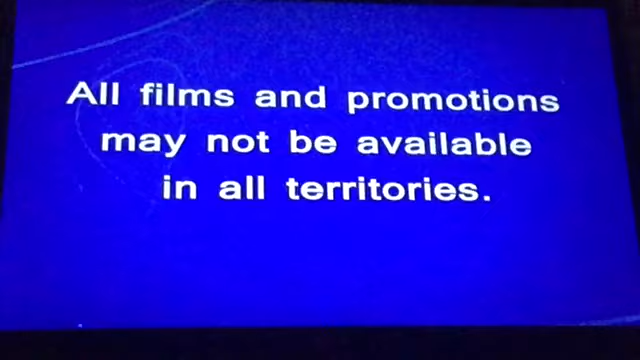 All films and promotions
may not be available
in all territories.